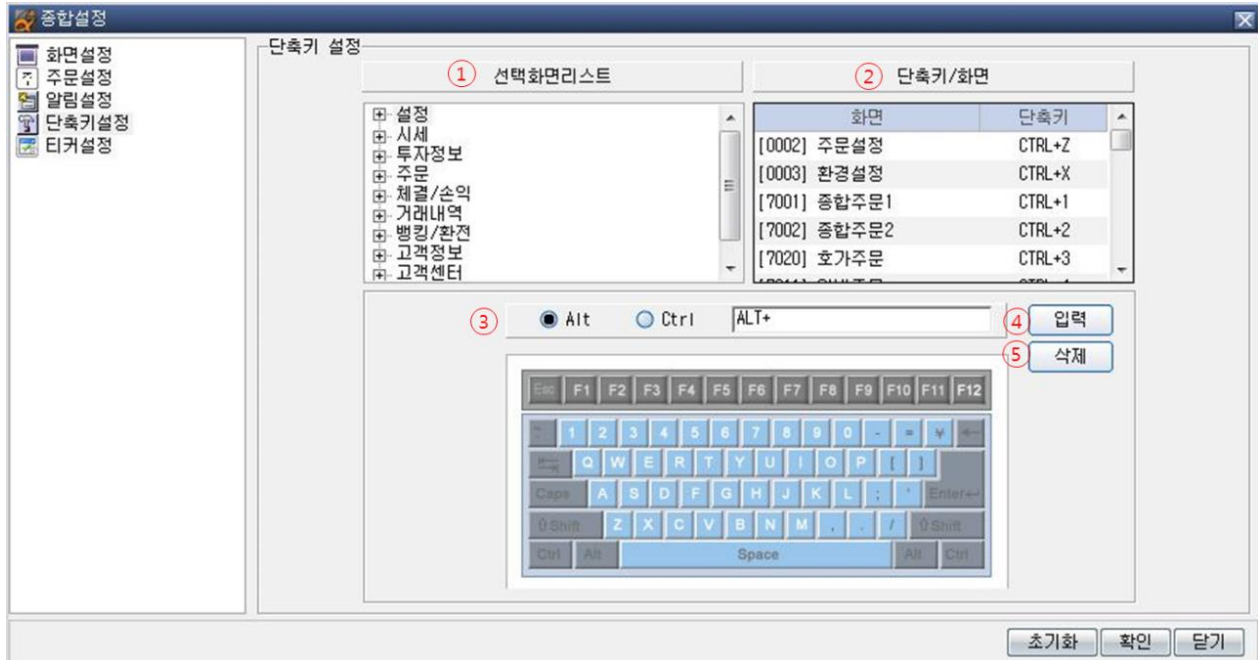 종합설정
화면설정
주문설정
알림설정
단축키설정
티커설정
단축키 설정
① 선택화면리스트
② 단축키/화면
설정
시세
투자정보
주문
체결/손익
거래내역
뱅킹/환전
고객정보
고객센터
화면 단축키
[0002] 주문설정 CTRL+Z
[0003] 환경설정 CTRL+X
[7001] 종합주문1 CTRL+1
[7002] 종합주문2 CTRL+2
[7020] 호가주문 CTRL+3
③ Alt Ctrl ALT+
④ 입력
⑤ 삭제
Esc F1 F2 F3 F4 F5 F6 F7 F8 F9 F10 F11 F12
1 2 3 4 5 6 7 8 9 0 - = ¥ ←
Q W E R T Y U I O P [ ]
Caps A S D F G H J K L ; ' Enter↵
⇧Shift Z X C V B N M , . / ⇧Shift
Ctrl Alt Space Alt Ctrl
초기화 확인 닫기